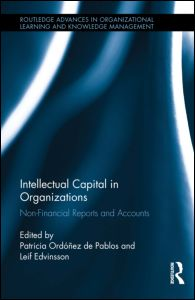 ROUTLEDGE ADVANCES IN ORGANIZATIONAL
LEARNING AND KNOWLEDGE MANAGEMENT
Intellectual Capital in
Organizations
Non-Financial Reports and Accounts
Edited by
Patricia Ordóñez de Pablos and
Leif Edvinsson
ROUTLEDGE